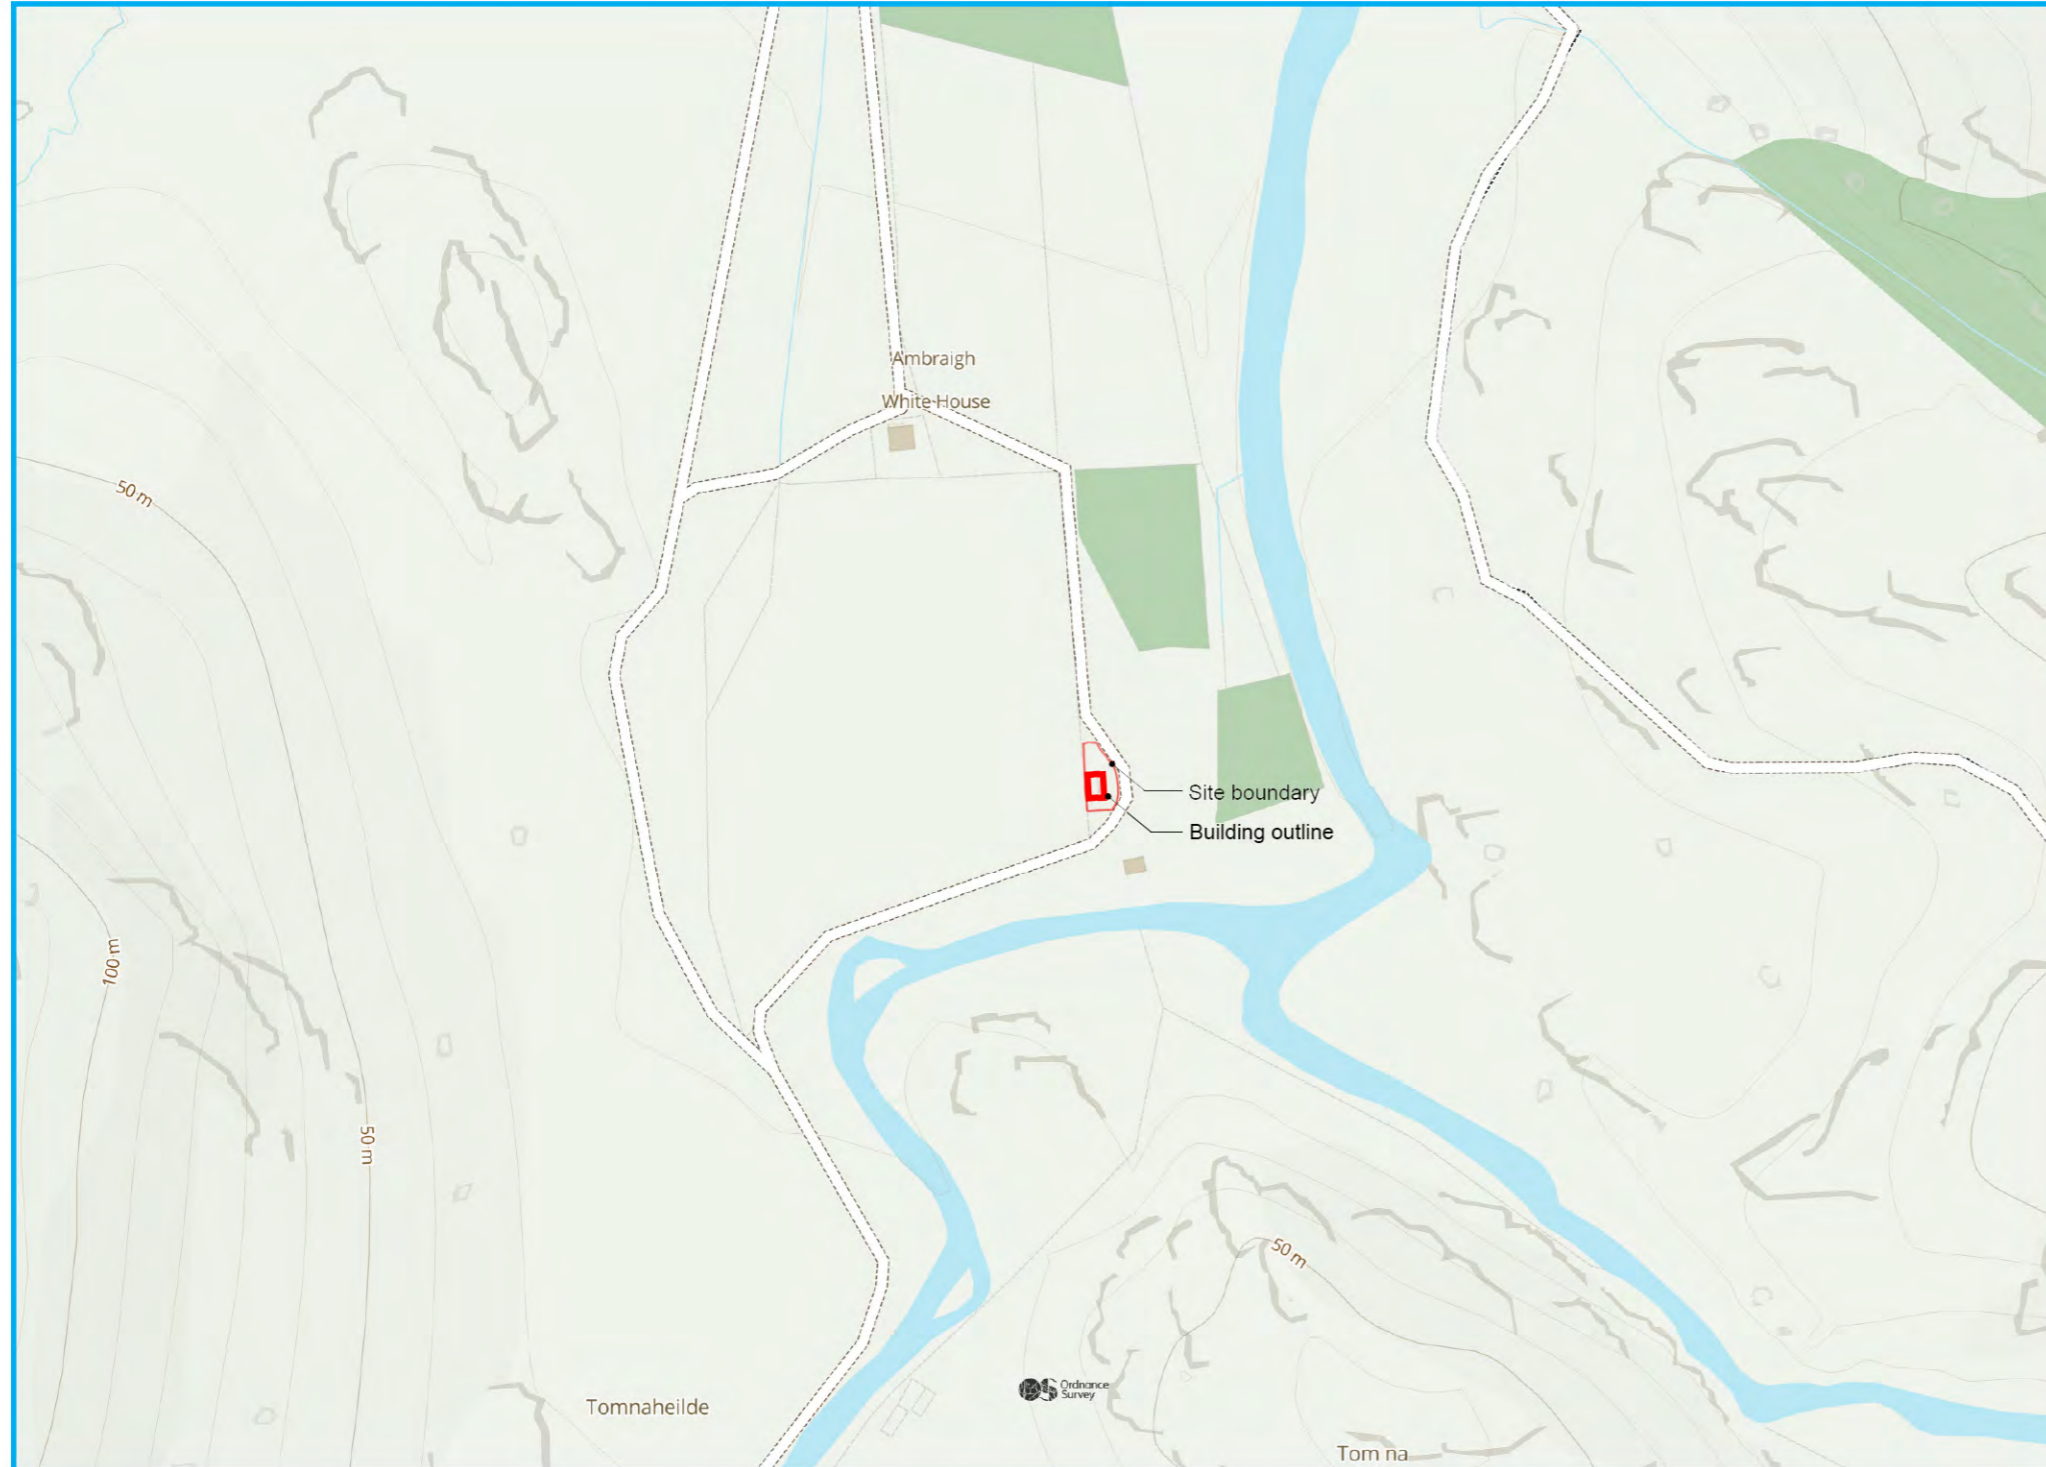 Ambraigh
White House
50 m
Site boundary
Building outline
100 m
50 m
50 m
Ordnance
Survey
Tomnaheilde
Tom na